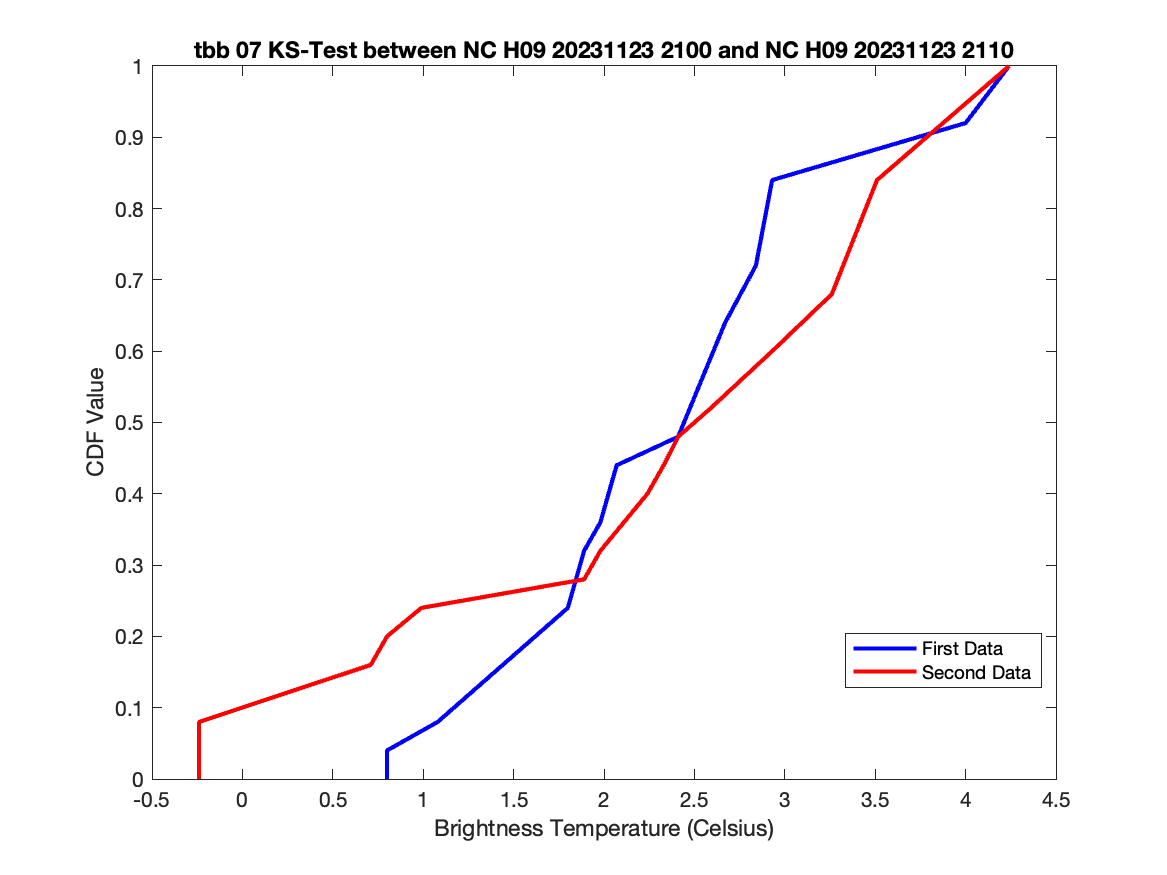 tbb 07 KS-Test between NC H09 20231123 2100 and NC H09 20231123 2110
1
0.9
0.8
0.7
0.6
0.5
0.4
0.3
0.2
0.1
0
CDF Value
First Data
Second Data
-0.5 0 0.5 1 1.5 2 2.5 3 3.5 4 4.5
Brightness Temperature (Celsius)